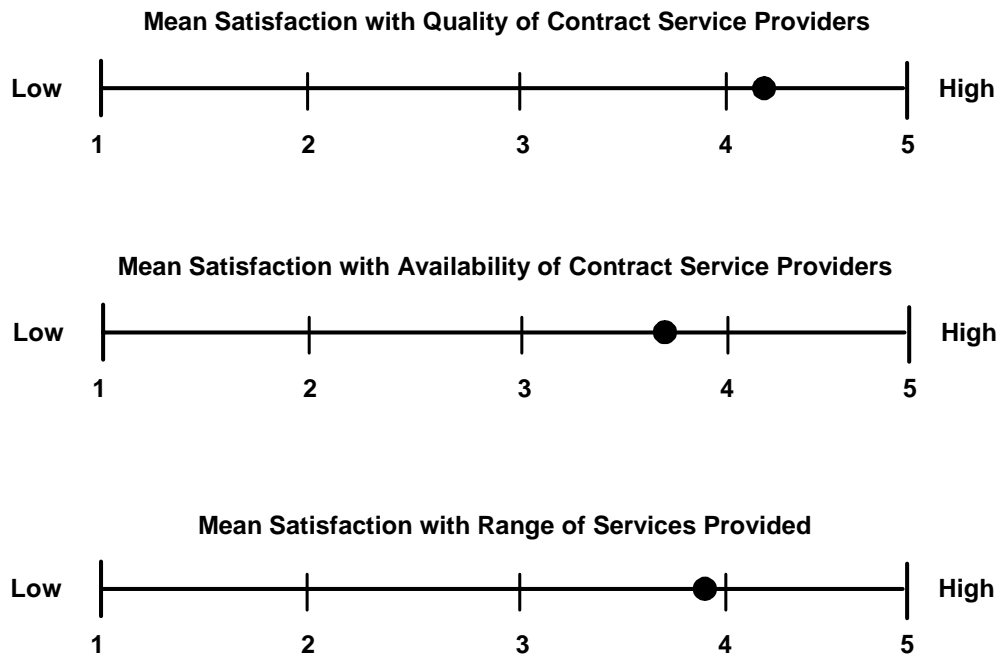 Mean Satisfaction with Quality of Contract Service Providers
Low High
1 2 3 4 5
Mean Satisfaction with Availability of Contract Service Providers
Low High
1 2 3 4 5
Mean Satisfaction with Range of Services Provided
Low High
1 2 3 4 5